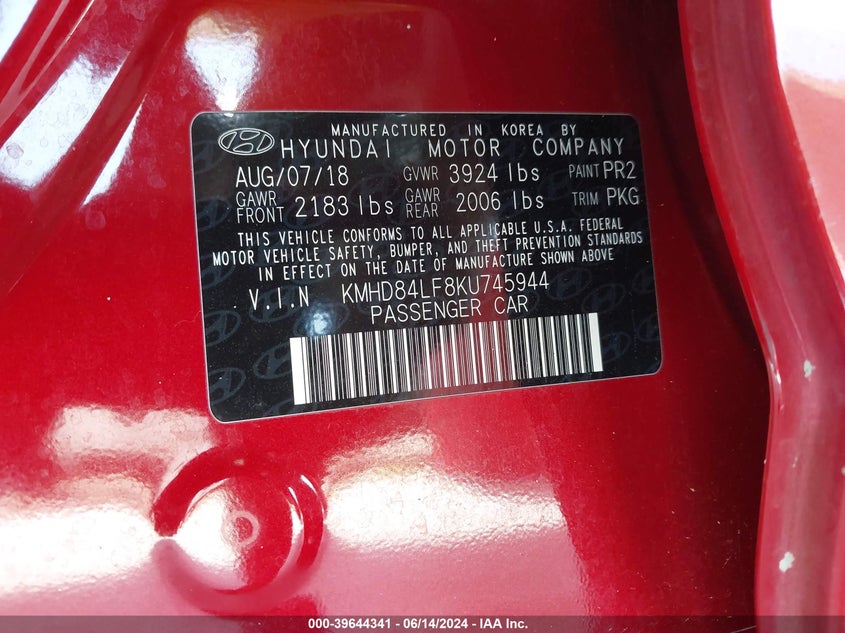 MANUFACTURED IN KOREA BY
HYUNDAI MOTOR COMPANY
AUG/07/18 GVWR 3924 lbs PAINT PR2
GAWR FRONT 2183 lbs GAWR REAR 2006 lbs TRIM PKG
THIS VEHICLE CONFORMS TO ALL APPLICABLE U.S.A. FEDERAL
MOTOR VEHICLE SAFETY, BUMPER, AND THEFT PREVENTION STANDARDS
IN EFFECT ON THE DATE OF MANUFACTURE SHOWN ABOVE
V.I.N KMHD84LF8KU745944
PASSENGER CAR
000-39644341 - 06/14/2024 - IAA Inc.